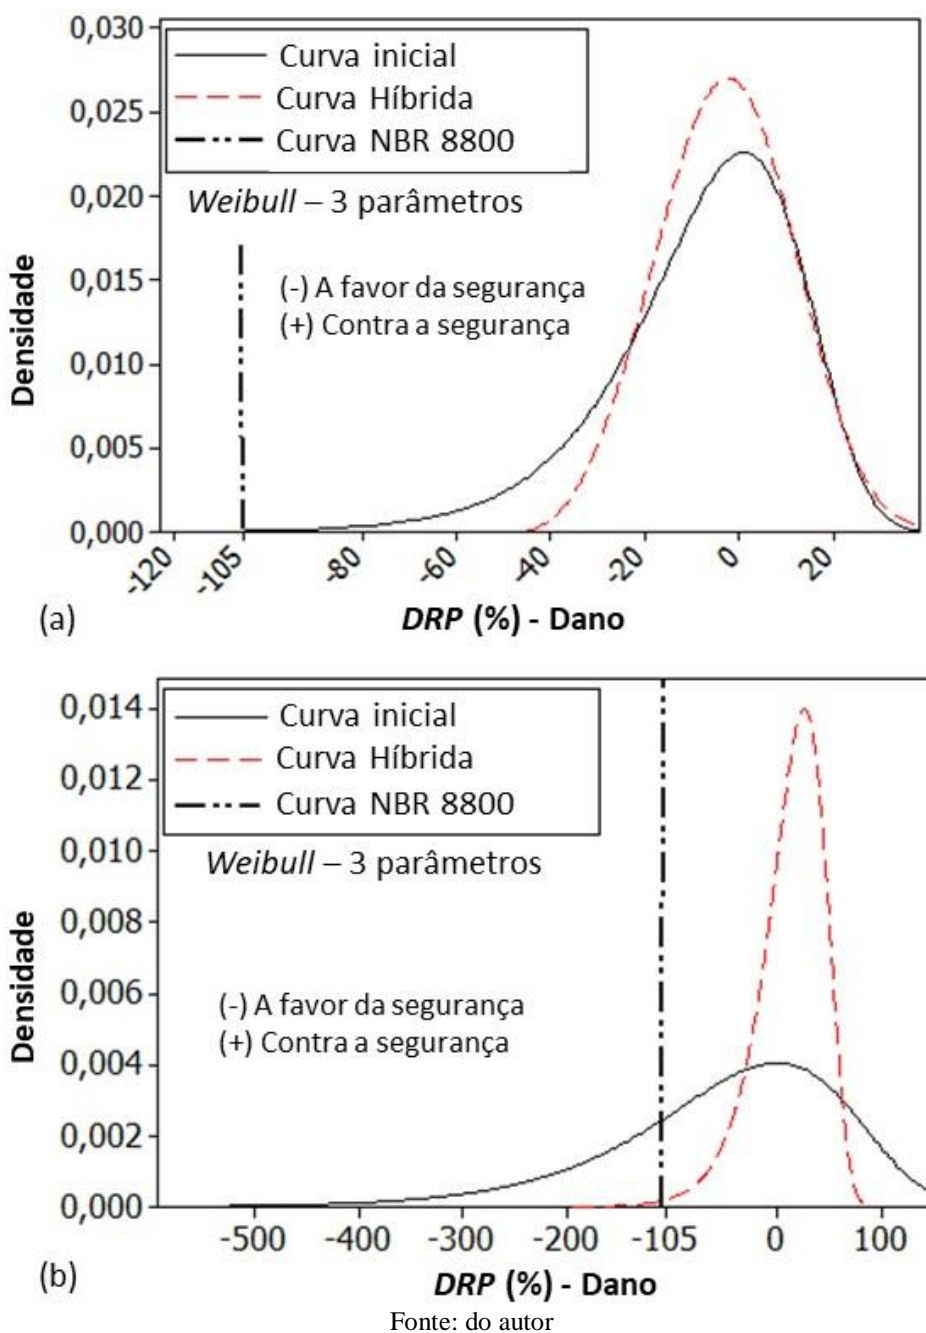 0,030
0,025
0,020
0,015
0,010
0,005
0,000
Densidade
Curva inicial
Curva Híbrida
Curva NBR 8800
Weibull – 3 parâmetros
(-) A favor da segurança
(+) Contra a segurança
-120
-105
-80
-60
-40
-20
0
20
(a)
DRP (%) - Dano
0,014
0,012
0,010
0,008
0,006
0,004
0,002
0,000
Densidade
Curva inicial
Curva Híbrida
Curva NBR 8800
Weibull – 3 parâmetros
(-) A favor da segurança
(+) Contra a segurança
-500
-400
-300
-200
-105
0
100
(b)
DRP (%) - Dano
Fonte: do autor